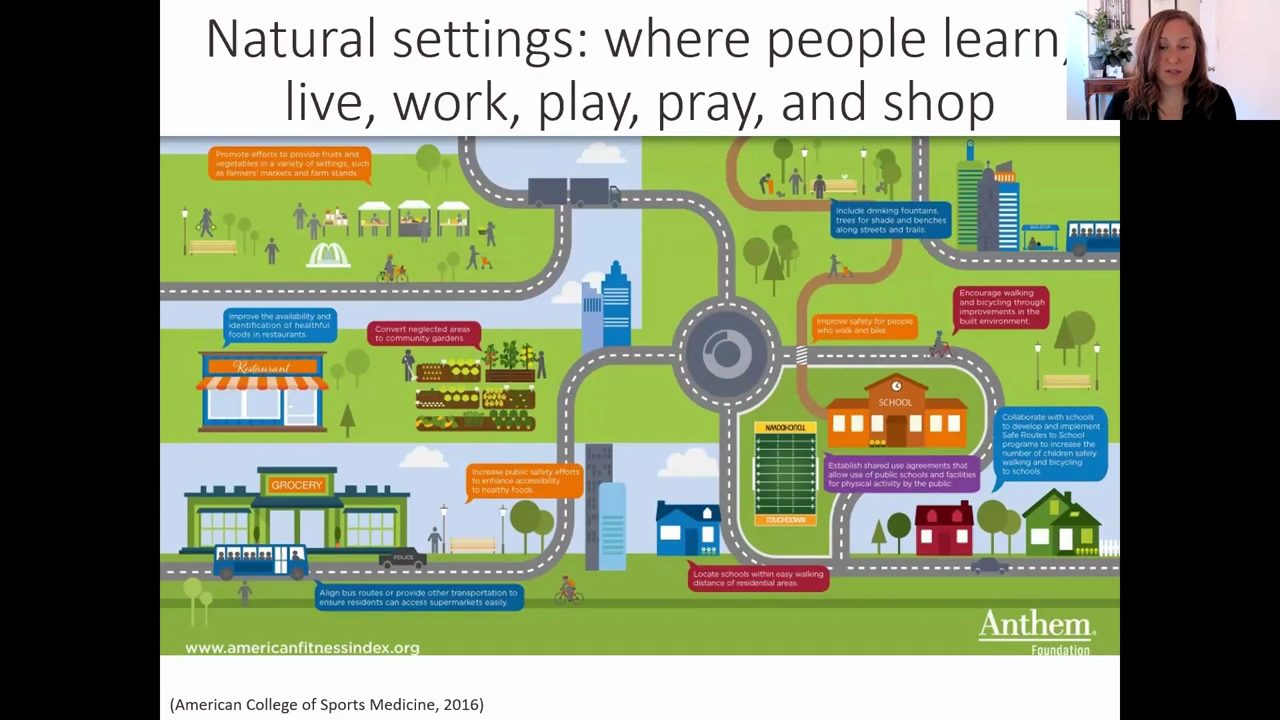 Natural settings: where people learn,
live, work, play, pray, and shop
Promote efforts to provide fruits and
vegetables in a variety of settings, such
as farmers' markets and farm stands.
Include drinking fountains,
trees for shade and benches
along streets and trails.
BUS STOP
Improve the availability and
identification of healthful
foods in restaurants.
Convert neglected areas
to community gardens.
Improve safety for people
who walk and bike.
Encourage walking
and bicycling through
improvements in the
built environment.
Restaurant
SCHOOL
TOUCHDOWN
Collaborate with schools
to develop and implement
Safe Routes to School
programs to increase the
number of children safely
walking and bicycling
to schools.
Increase public safety efforts
to enhance accessibility
to healthy foods.
Establish shared use agreements that
allow use of public schools and facilities
for physical activity by the public.
GROCERY
TOUCHDOWN
POLICE
Locate schools within easy walking
distance of residential areas.
Align bus routes or provide other transportation to
ensure residents can access supermarkets easily.
www.americanfitnessindex.org
Anthem®
Foundation
(American College of Sports Medicine, 2016)